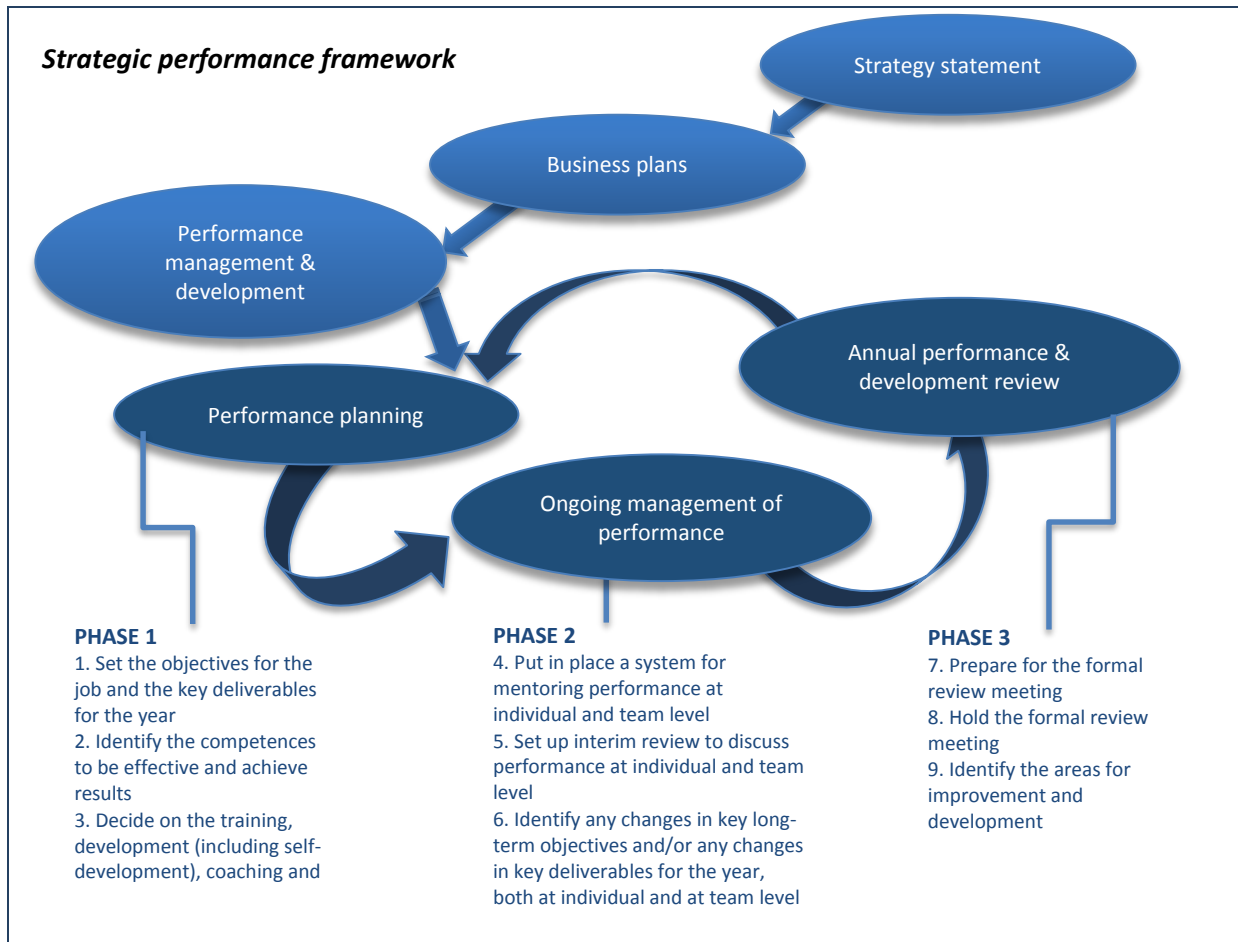 Strategic performance framework
Strategy statement
Business plans
Performance
management &
development
Annual performance &
development review
Performance planning
Ongoing management of
performance
PHASE 1
1. Set the objectives for the
job and the key deliverables
for the year
2. Identify the competences
to be effective and achieve
results
3. Decide on the training,
development (including self-
development), coaching and
PHASE 2
4. Put in place a system for
mentoring performance at
individual and team level
5. Set up interim review to discuss
performance at individual and team
level
6. Identify any changes in key long-
term objectives and/or any changes
in key deliverables for the year,
both at individual and at team level
PHASE 3
7. Prepare for the formal
review meeting
8. Hold the formal review
meeting
9. Identify the areas for
improvement and
development